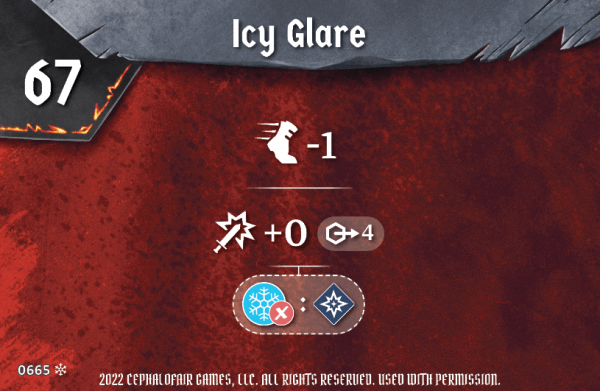 Icy Glare
67
-1
+0 4
:
0665
2022 CEPHALOFAIR GAMES, LLC. ALL RIGHTS RESERVED. USED WITH PERMISSION.